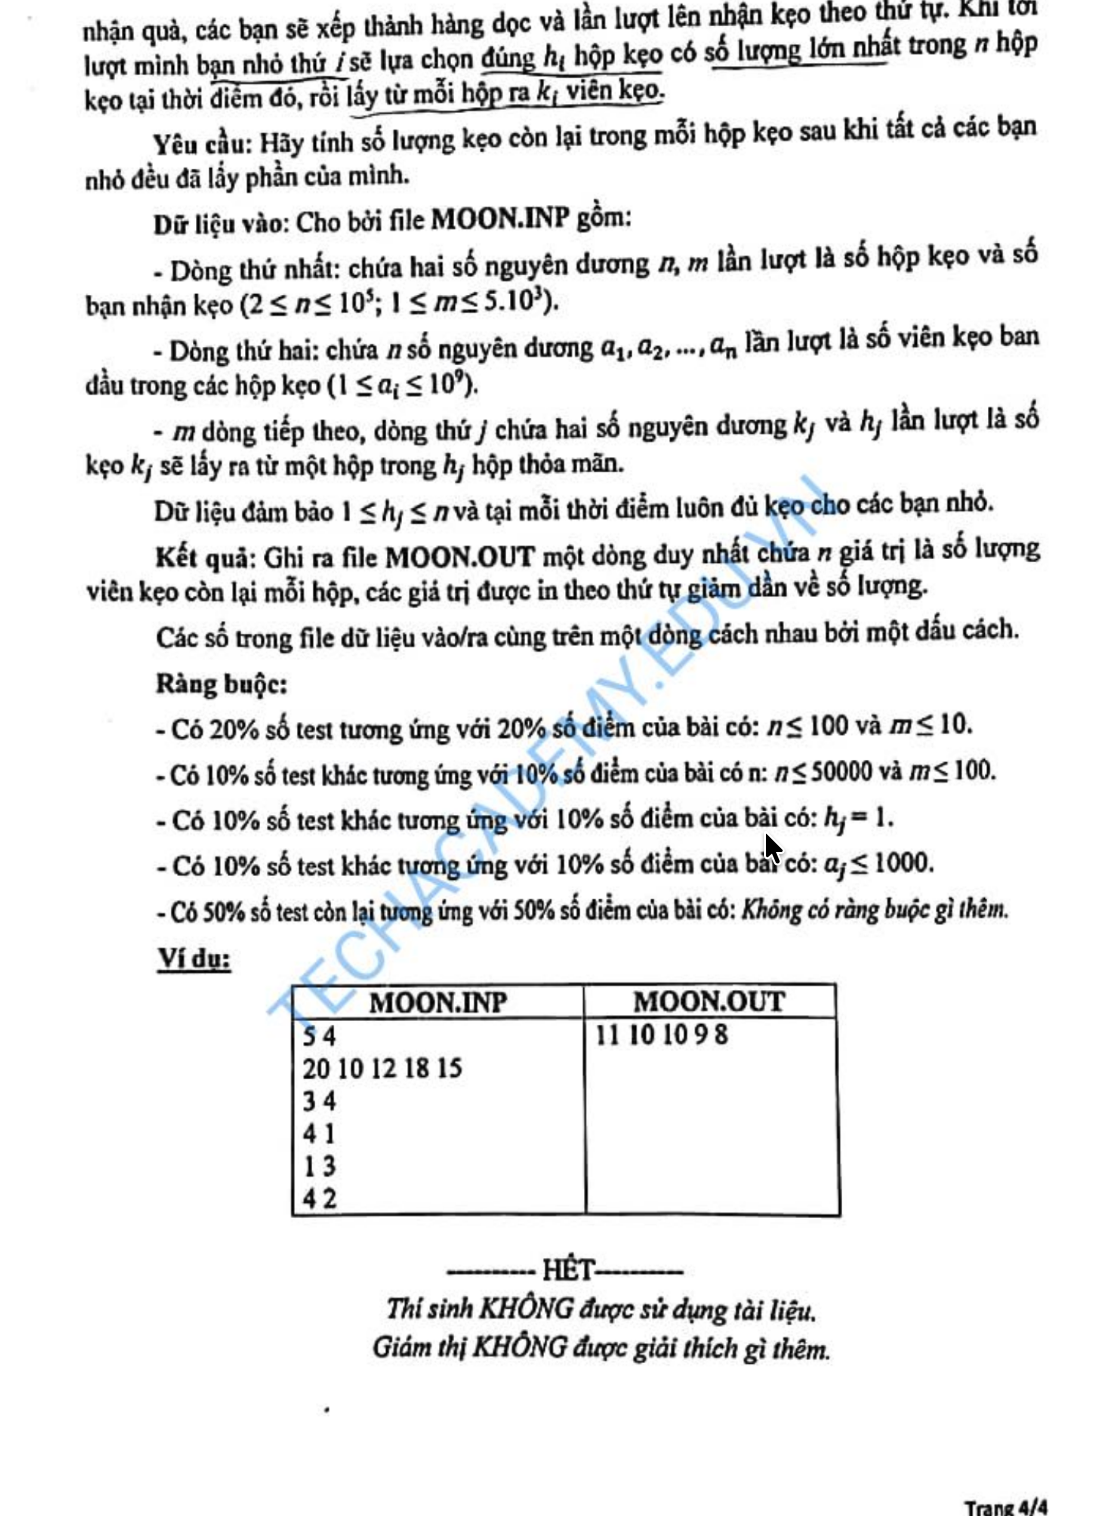 nhận quà, các bạn sẽ xếp thành hàng dọc và lần lượt lên nhận kẹo theo thứ tự. Khi tới
lượt mình bạn nhỏ thứ i sẽ lựa chọn đúng hᵢ hộp kẹo có số lượng lớn nhất trong n hộp
kẹo tại thời điểm đó, rồi lấy từ mỗi hộp ra kᵢ viên kẹo.
Yêu cầu: Hãy tính số lượng kẹo còn lại trong mỗi hộp kẹo sau khi tất cả các bạn
nhỏ đều đã lấy phần của mình.
Dữ liệu vào: Cho bởi file MOON.INP gồm:
- Dòng thứ nhất: chứa hai số nguyên dương n, m lần lượt là số hộp kẹo và số
bạn nhận kẹo (2 ≤ n ≤ 10⁵; 1 ≤ m ≤ 5.10³).
- Dòng thứ hai: chứa n số nguyên dương a₁, a₂, ..., aₙ lần lượt là số viên kẹo ban
đầu trong các hộp kẹo (1 ≤ aᵢ ≤ 10⁹).
- m dòng tiếp theo, dòng thứ j chứa hai số nguyên dương kⱼ và hⱼ lần lượt là số
kẹo kⱼ sẽ lấy ra từ một hộp trong hⱼ hộp thỏa mãn.
Dữ liệu đảm bảo 1 ≤ hⱼ ≤ n và tại mỗi thời điểm luôn đủ kẹo cho các bạn nhỏ.
Kết quả: Ghi ra file MOON.OUT một dòng duy nhất chứa n giá trị là số lượng
viên kẹo còn lại mỗi hộp, các giá trị được in theo thứ tự giảm dần về số lượng.
Các số trong file dữ liệu vào/ra cùng trên một dòng cách nhau bởi một dấu cách.
Ràng buộc:
- Có 20% số test tương ứng với 20% số điểm của bài có: n ≤ 100 và m ≤ 10.
- Có 10% số test khác tương ứng với 10% số điểm của bài có n: n ≤ 50000 và m ≤ 100.
- Có 10% số test khác tương ứng với 10% số điểm của bài có: hⱼ = 1.
- Có 10% số test khác tương ứng với 10% số điểm của bài có: aⱼ ≤ 1000.
- Có 50% số test còn lại tương ứng với 50% số điểm của bài có: Không có ràng buộc gì thêm.
Ví dụ:
MOON.INP MOON.OUT
5 4 11 10 10 9 8
20 10 12 18 15
3 4
4 1
1 3
4 2
---------- HẾT----------
Thí sinh KHÔNG được sử dụng tài liệu.
Giám thị KHÔNG được giải thích gì thêm.
Trang 4/4
TECHACADEMY.EDU.VN